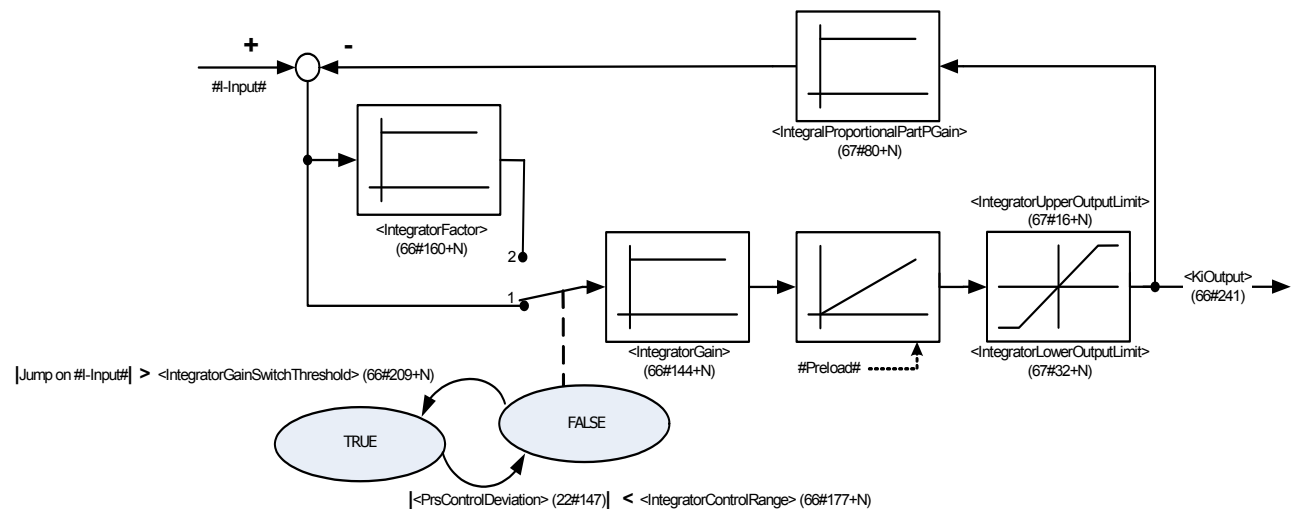 +
-
#I-Input#
<IntegralProportionalPartPGain>
(67#80+N)
<IntegratorFactor>
(66#160+N)
2
1
<IntegratorUpperOutputLimit>
(67#16+N)
<KiOutput>
(66#241)
<IntegratorGain>
(66#144+N)
#Preload#
<IntegratorLowerOutputLimit>
(67#32+N)
|Jump on #I-Input#| > <IntegratorGainSwitchThreshold> (66#209+N)
TRUE
FALSE
|<PrsControlDeviation> (22#147)| < <IntegratorControlRange> (66#177+N)